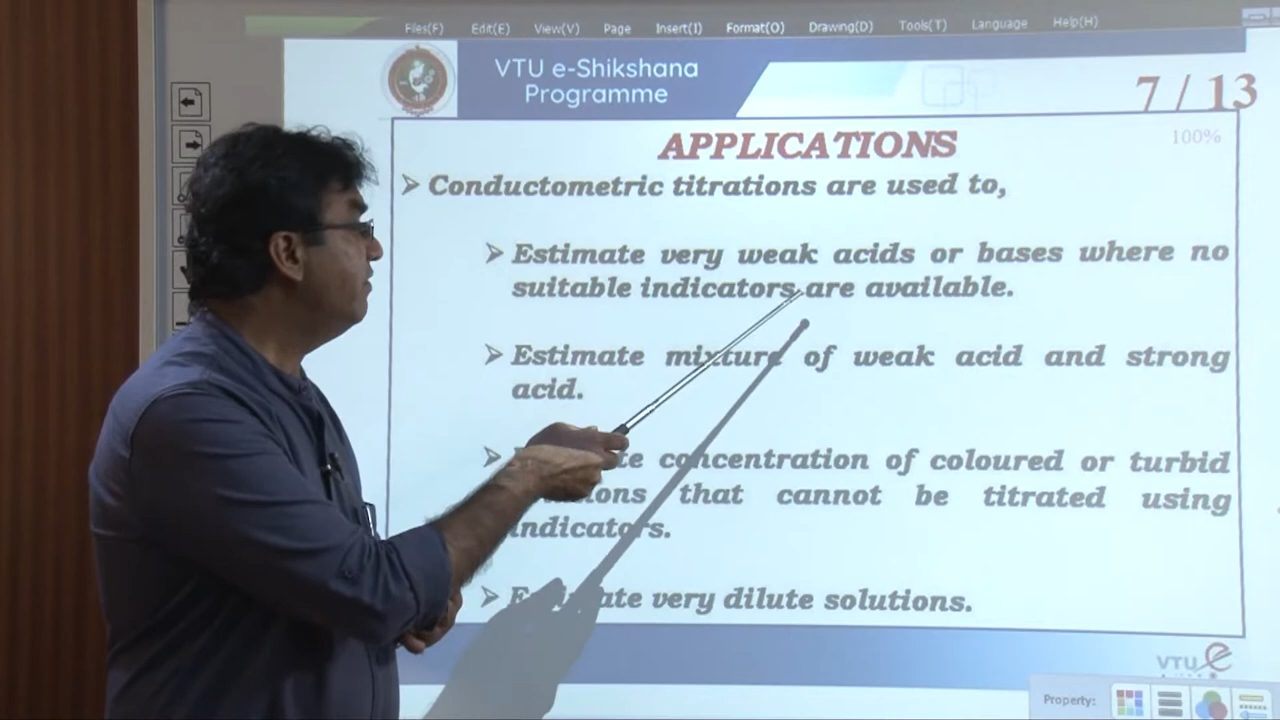 Files(F) Edit(E) View(V) Page Insert(I) Format(O) Drawing(D) Tools(T) Language Help(H)
VTU e-Shikshana
Programme
7 / 13
100%
APPLICATIONS
Conductometric titrations are used to,
Estimate very weak acids or bases where no
suitable indicators are available.
Estimate mixture of weak acid and strong
acid.
concentration of coloured or turbid
that cannot be titrated using
indicators.
very dilute solutions.
VTU e
Property: